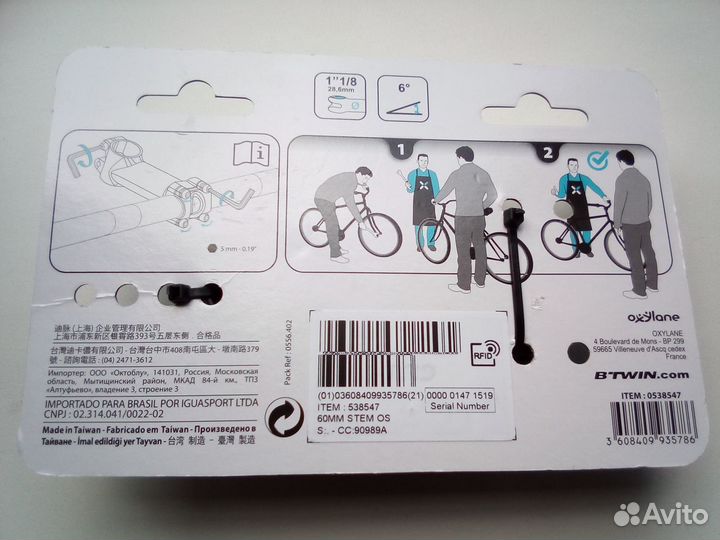 1"1/8
28,6mm
6°
i
5 mm - 0.19"
1
2
迪脉 (上海) 企业管理有限公司
上海市浦东新区银霄路393号五层东侧. 合格品
台灣迪卡儂有限公司 - 台灣台中市408南屯區大墩南路379
號 諮詢電話: (04) 2471-3612
Импортер: ООО «Октоблу», 141031, Россия, Московская
область, Мытищинский район, МКАД 84-й км., ТПЗ
«Алтуфьево», владение 3, строение 3
IMPORTADO PARA BRASIL POR IGUASPORT LTDA
CNPJ : 02.314.041/0022-02
Made in Taiwan - Fabricado em Taiwan - Произведено в
Тайване - İmal edildiği yer Tayvan - 台湾 制造 - 臺灣 製造
Pack Ref : 0556.402
RFID
(01)03608409935786(21)
0000 0147 1519
Serial Number
ITEM : 538547
60MM STEM OS
S:. - CC:90989A
oxylane
OXYLANE
4 Boulevard de Mons - BP 299
59665 Villeneuve d'Ascq cedex
France
B'TWIN.com
ITEM : 0538547
3 608409 935786
Avito